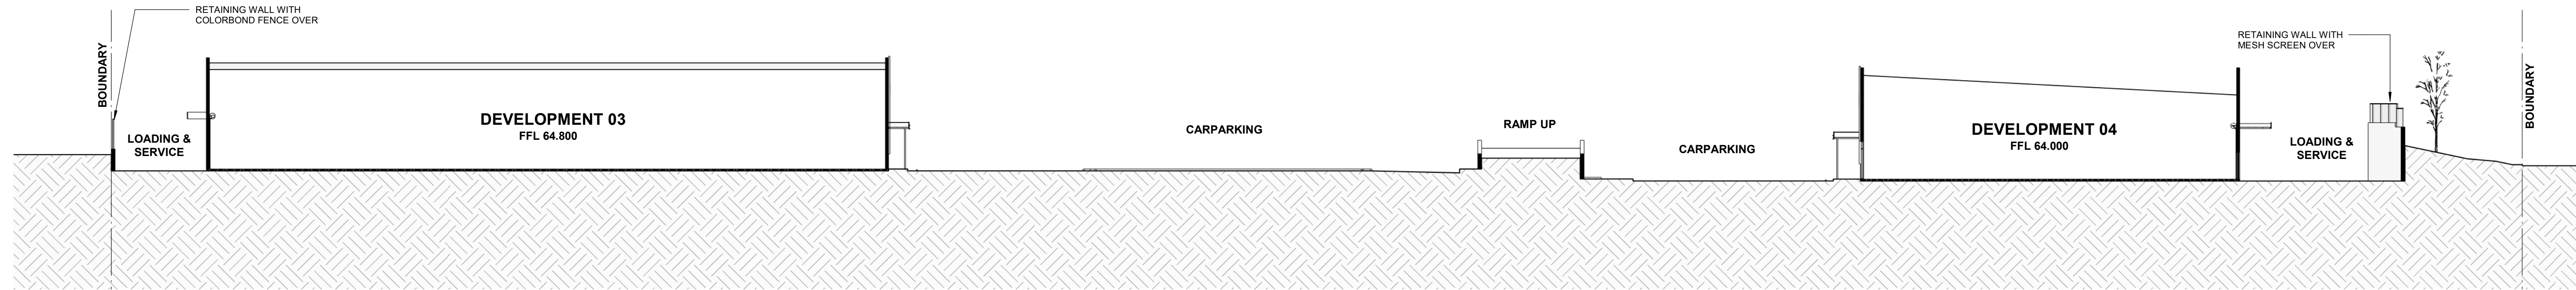 RETAINING WALL WITH
COLORBOND FENCE OVER
BOUNDARY
LOADING &
SERVICE
DEVELOPMENT 03
FFL 64.800
CARPARKING
RAMP UP
CARPARKING
DEVELOPMENT 04
FFL 64.000
RETAINING WALL WITH
MESH SCREEN OVER
LOADING &
SERVICE
BOUNDARY